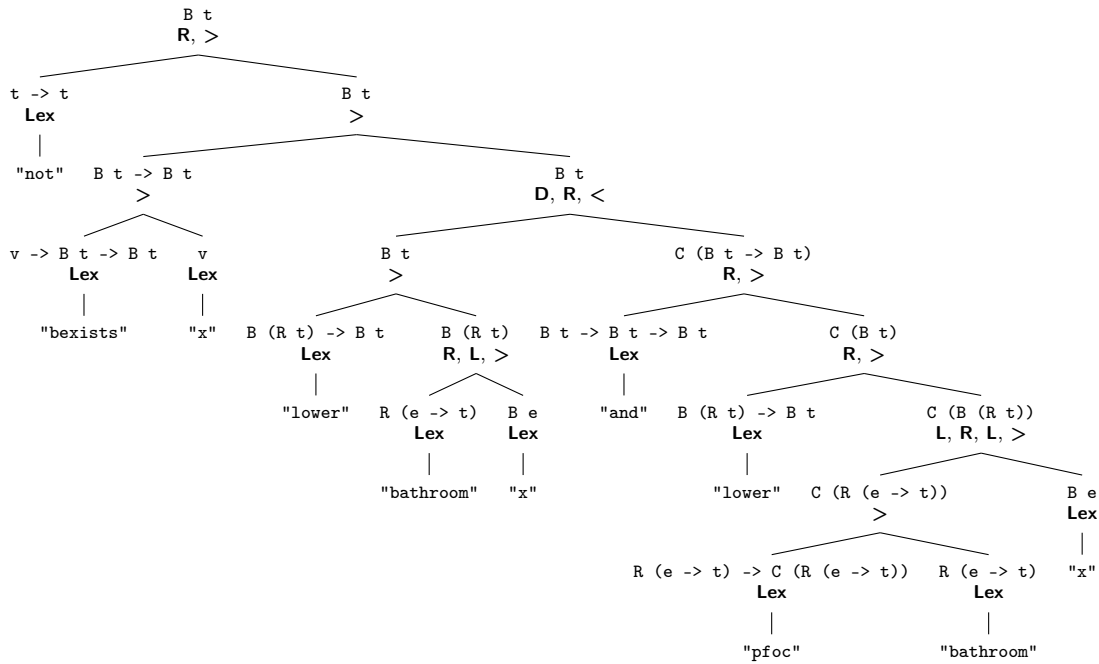 B t
R, >
t -> t B t
Lex >
"not" B t -> B t B t
> D, R, <
v -> B t -> B t v B t C (B t -> B t)
Lex Lex > R, >
"bexists" "x" B (R t) -> B t B (R t) B t -> B t -> B t C (B t)
Lex R, L, > Lex R, >
"lower" R (e -> t) B e "and" B (R t) -> B t C (B (R t))
Lex Lex Lex L, R, L, >
"bathroom" "x" "lower" C (R (e -> t)) B e
> Lex
R (e -> t) -> C (R (e -> t)) R (e -> t) "x"
Lex Lex
"pfoc" "bathroom"